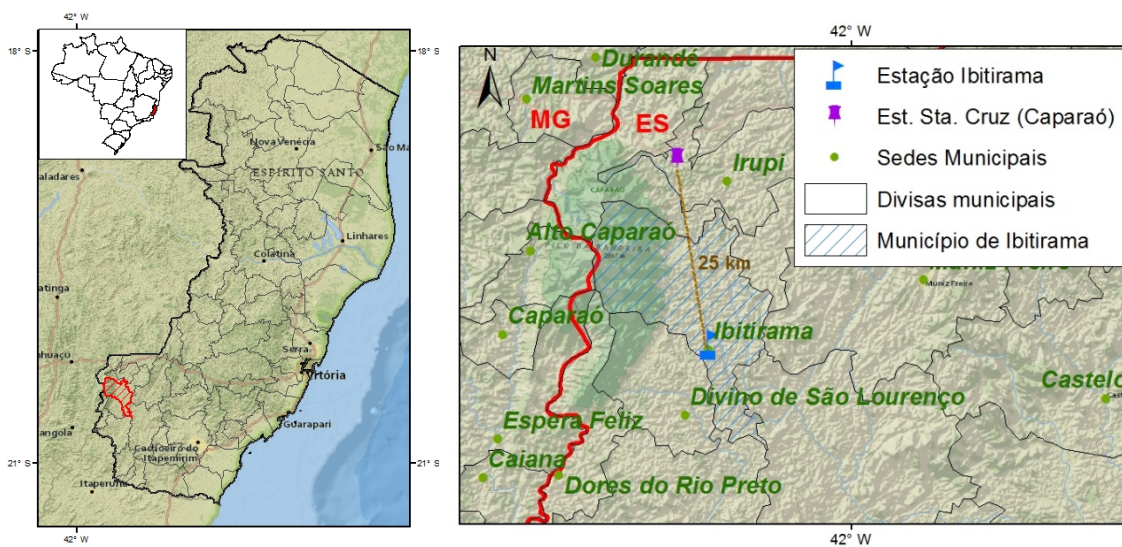 42° W
18° S
Nova Venécia
São Ma
ESPÍRITO SANTO
aladares
Linhares
Colatina
atinga
nhuaçu
Serra
Vitória
Guarapari
angola
Cachoeiro do
Itapemirim
21° S
Itaperuna
42° W
42° W
N
Durandé
Martins Soares
MG
ES
Irupi
CAPARAÓ
Alto Caparaó
25 km
Muniz Freire
Caparaó
Ibitirama
Divino de São Lourenço
Castelo
Espera Feliz
Caiana
Dores do Rio Preto
42° W
Estação Ibitirama
Est. Sta. Cruz (Caparaó)
Sedes Municipais
Divisas municipais
Município de Ibitirama